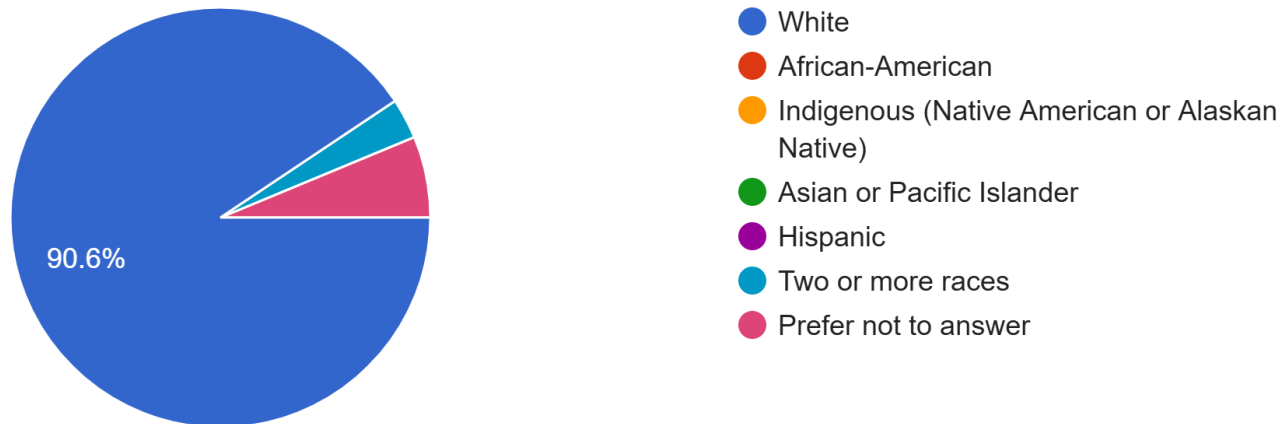 90.6%
White
African-American
Indigenous (Native American or Alaskan
Native)
Asian or Pacific Islander
Hispanic
Two or more races
Prefer not to answer